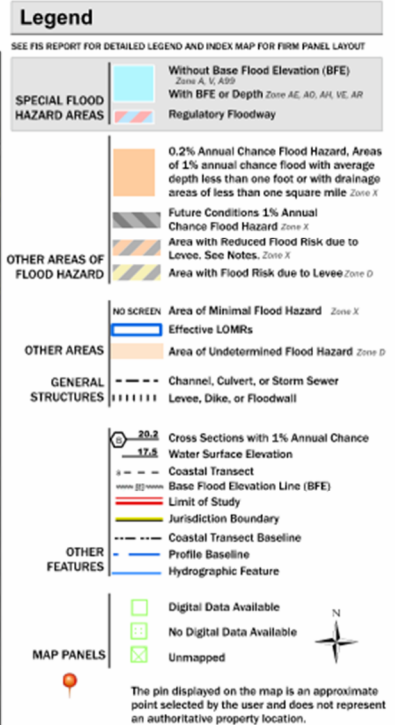 Legend
SEE FIS REPORT FOR DETAILED LEGEND AND INDEX MAP FOR FIRM PANEL LAYOUT
SPECIAL FLOOD
HAZARD AREAS
Without Base Flood Elevation (BFE)
Zone A, V, A99
With BFE or Depth Zone AE, AO, AH, VE, AR
Regulatory Floodway
OTHER AREAS OF
FLOOD HAZARD
0.2% Annual Chance Flood Hazard, Areas
of 1% annual chance flood with average
depth less than one foot or with drainage
areas of less than one square mile Zone X
Future Conditions 1% Annual
Chance Flood Hazard Zone X
Area with Reduced Flood Risk due to
Levee. See Notes. Zone X
Area with Flood Risk due to Levee Zone D
OTHER AREAS
NO SCREEN Area of Minimal Flood Hazard Zone X
Effective LOMRs
Area of Undetermined Flood Hazard Zone D
GENERAL
STRUCTURES
Channel, Culvert, or Storm Sewer
Levee, Dike, or Floodwall
OTHER
FEATURES
B 20.2 Cross Sections with 1% Annual Chance
17.5 Water Surface Elevation
8 Coastal Transect
513 Base Flood Elevation Line (BFE)
Limit of Study
Jurisdiction Boundary
Coastal Transect Baseline
Profile Baseline
Hydrographic Feature
MAP PANELS
Digital Data Available
No Digital Data Available
Unmapped
N
The pin displayed on the map is an approximate
point selected by the user and does not represent
an authoritative property location.